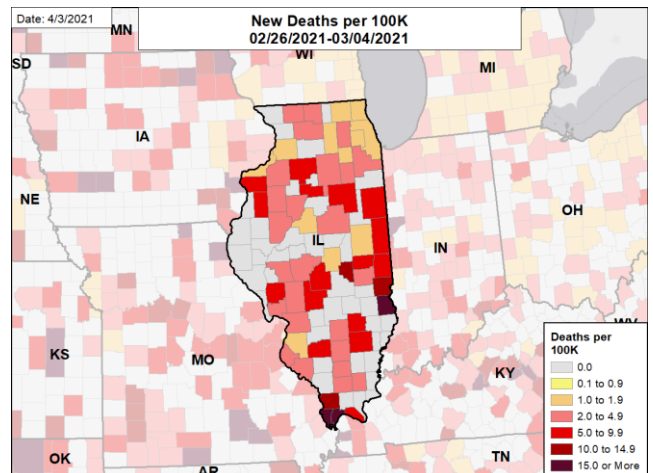 Date: 4/3/2021
New Deaths per 100K
02/26/2021-03/04/2021
MN
SD
WI
MI
IA
NE
IL
IN
OH
WV
KS
MO
KY
OK
AR
TN
Deaths per
100K
0.0
0.1 to 0.9
1.0 to 1.9
2.0 to 4.9
5.0 to 9.9
10.0 to 14.9
15.0 or More